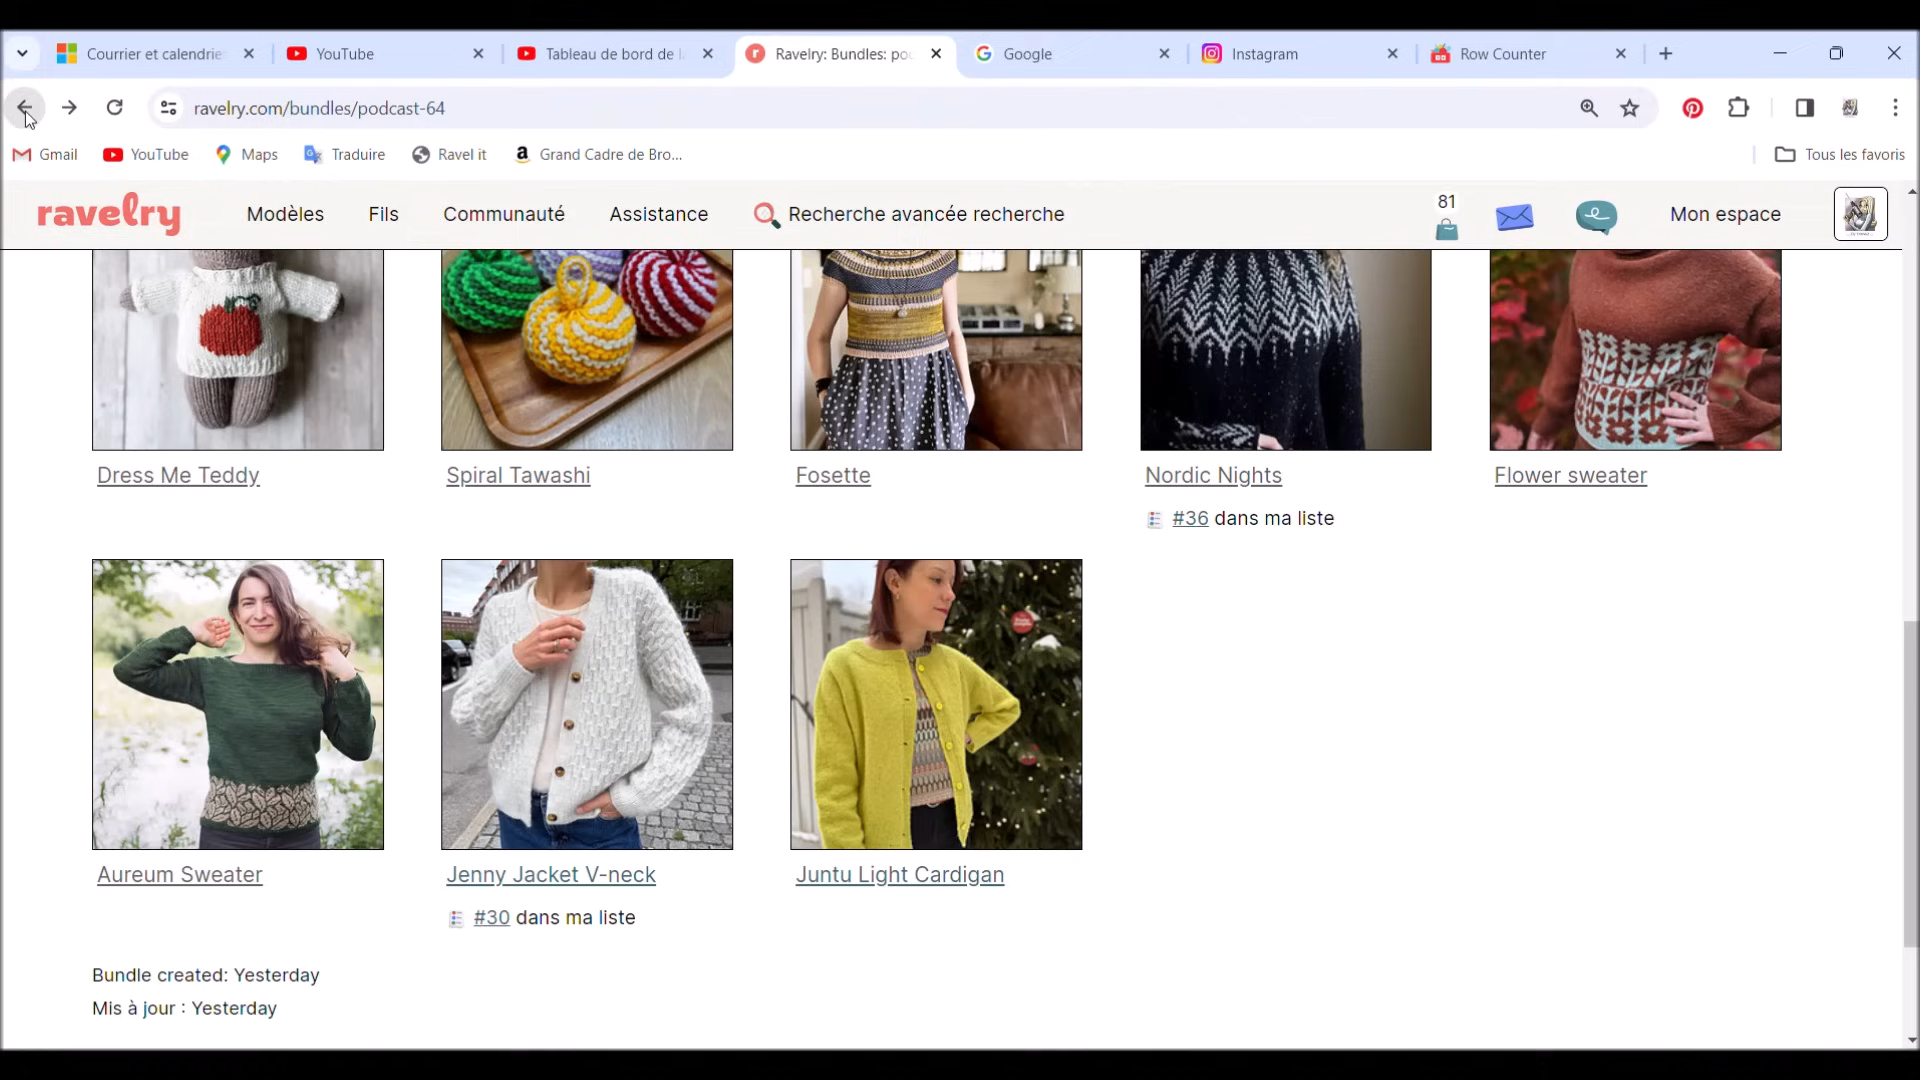 Courrier et calendrie
YouTube
Tableau de bord de l
Ravelry: Bundles: po
Google
Instagram
Row Counter
ravelry.com/bundles/podcast-64
Gmail
YouTube
Maps
Traduire
Ravel it
Grand Cadre de Bro...
Tous les favoris
ravelry
Modèles
Fils
Communauté
Assistance
Recherche avancée recherche
81
Mon espace
Dress Me Teddy
Spiral Tawashi
Fosette
Nordic Nights
Flower sweater
#36 dans ma liste
Aureum Sweater
Jenny Jacket V-neck
Juntu Light Cardigan
#30 dans ma liste
Bundle created: Yesterday
Mis à jour : Yesterday